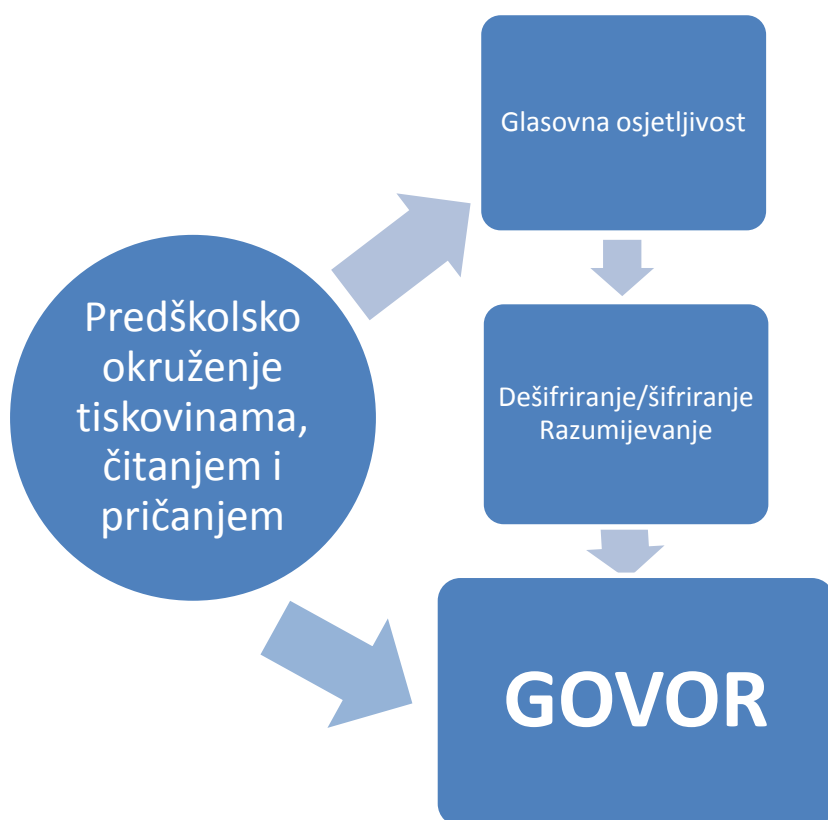 Predškolsko
okruženje
tiskovinama,
čitanjem i
pričanjem
Glasovna osjetljivost
Dešifriranje/šifriranje
Razumijevanje
GOVOR